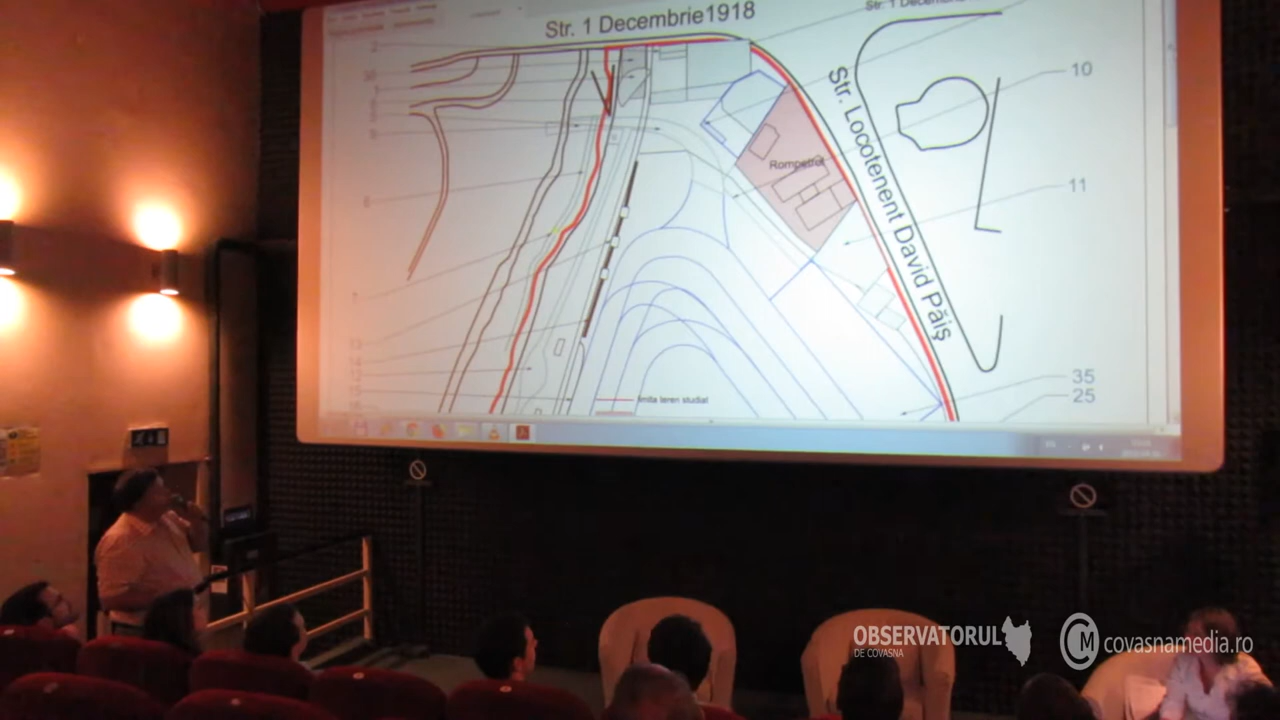 Str. 1 Decembrie1918
Str. Locotenent David Păiș
Rompetrol
10
11
35
25
limita teren studiat
OBSERVATORUL
DE COVASNA
CM covasnamedia.ro